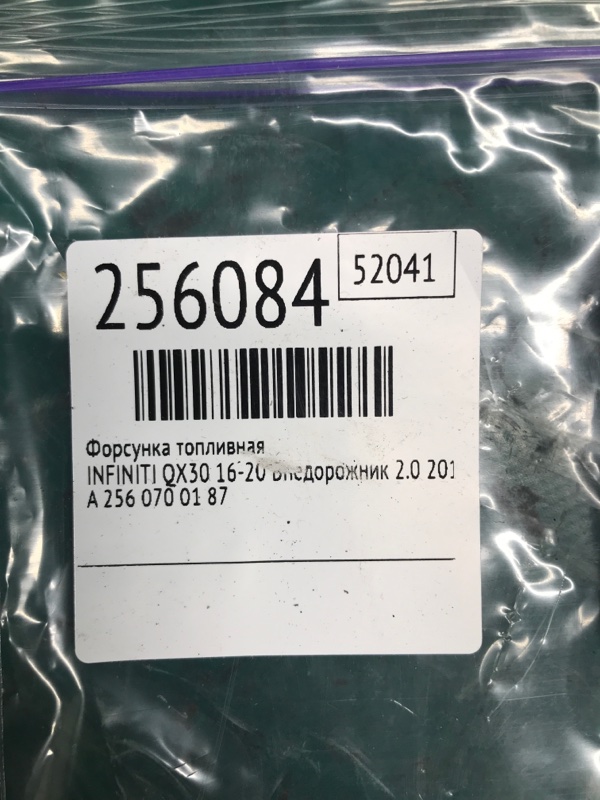 256084
52041
Форсунка топливная
INFINITI QX30 16-20 Внедорожник 2.0 201
A 256 070 01 87